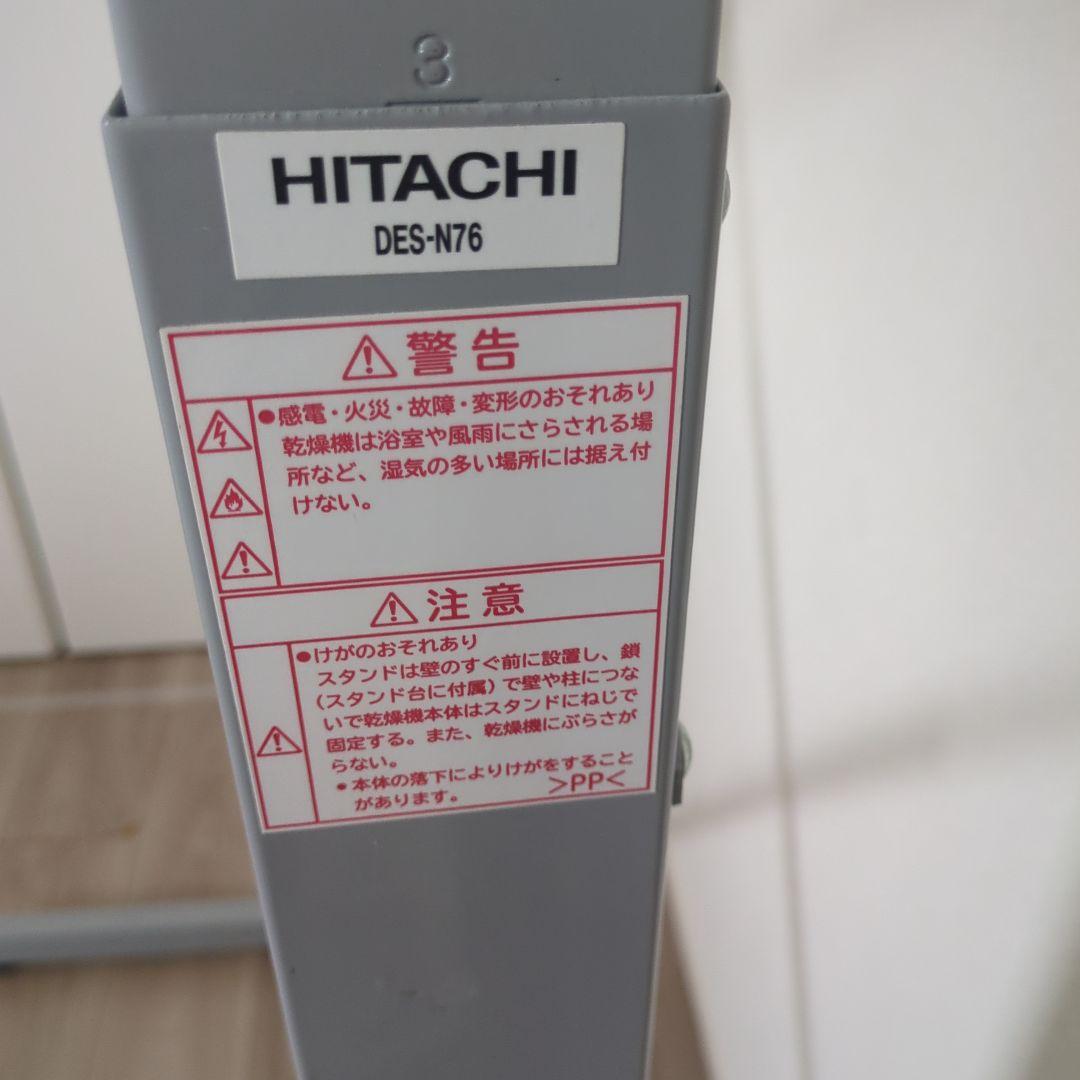 3
HITACHI
DES-N76
警告
●感電・火災・故障・変形のおそれあり
乾燥機は浴室や風雨にさらされる場
所など、湿気の多い場所には据え付
けない。
注意
●けがのおそれあり
スタンドは壁のすぐ前に設置し、鎖
(スタンド台に付属)で壁や柱につな
いで乾燥機本体はスタンドにねじで
固定する。また、乾燥機にぶらさが
らない。
●本体の落下によりけがをすること
があります。
>PP<